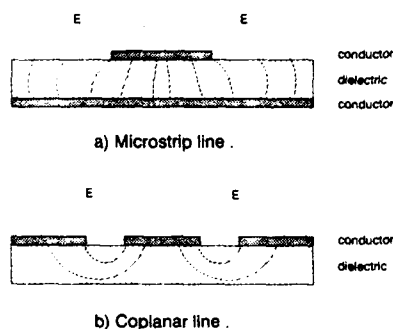 E E
conductor
dielectric
conductor
a) Microstrip line .
E E
conductor
dielectric
b) Coplanar line .